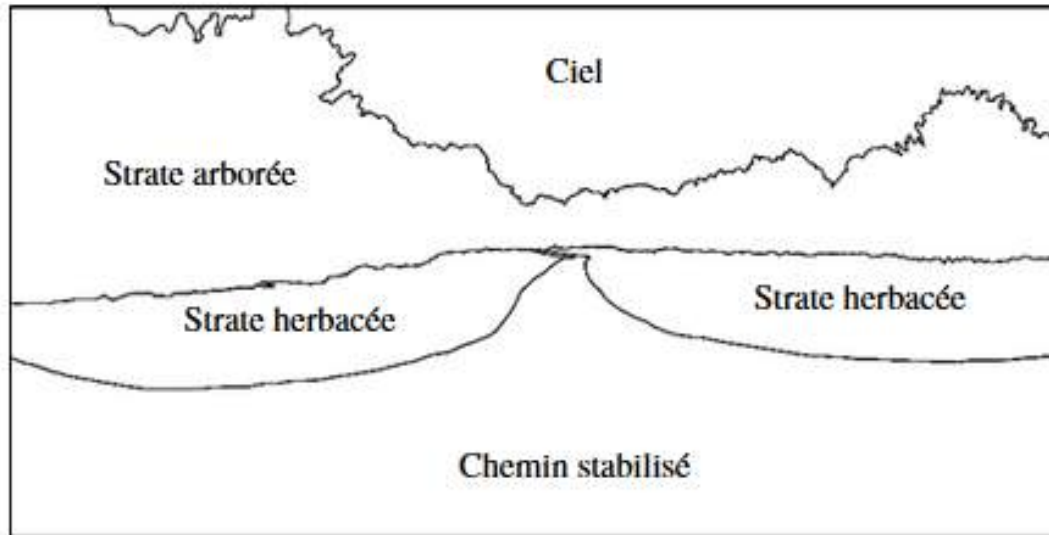 Ciel
Strate arborée
Strate herbacée
Strate herbacée
Chemin stabilisé